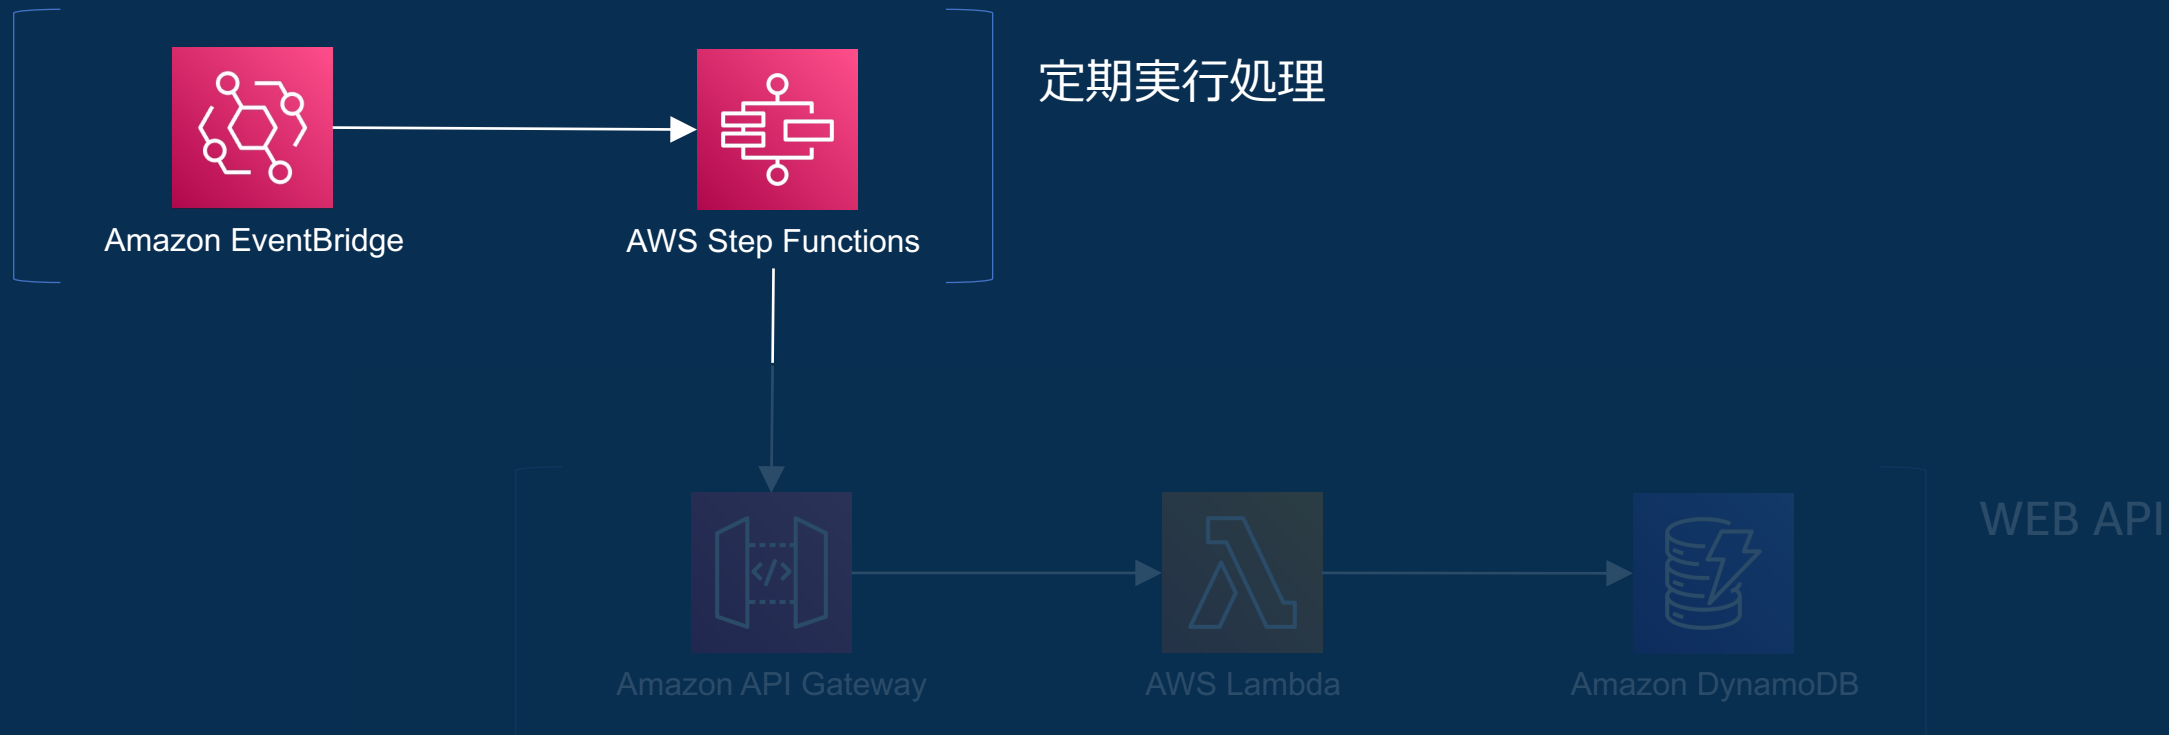 定期実行処理
Amazon EventBridge
AWS Step Functions
WEB API
Amazon API Gateway
AWS Lambda
Amazon DynamoDB